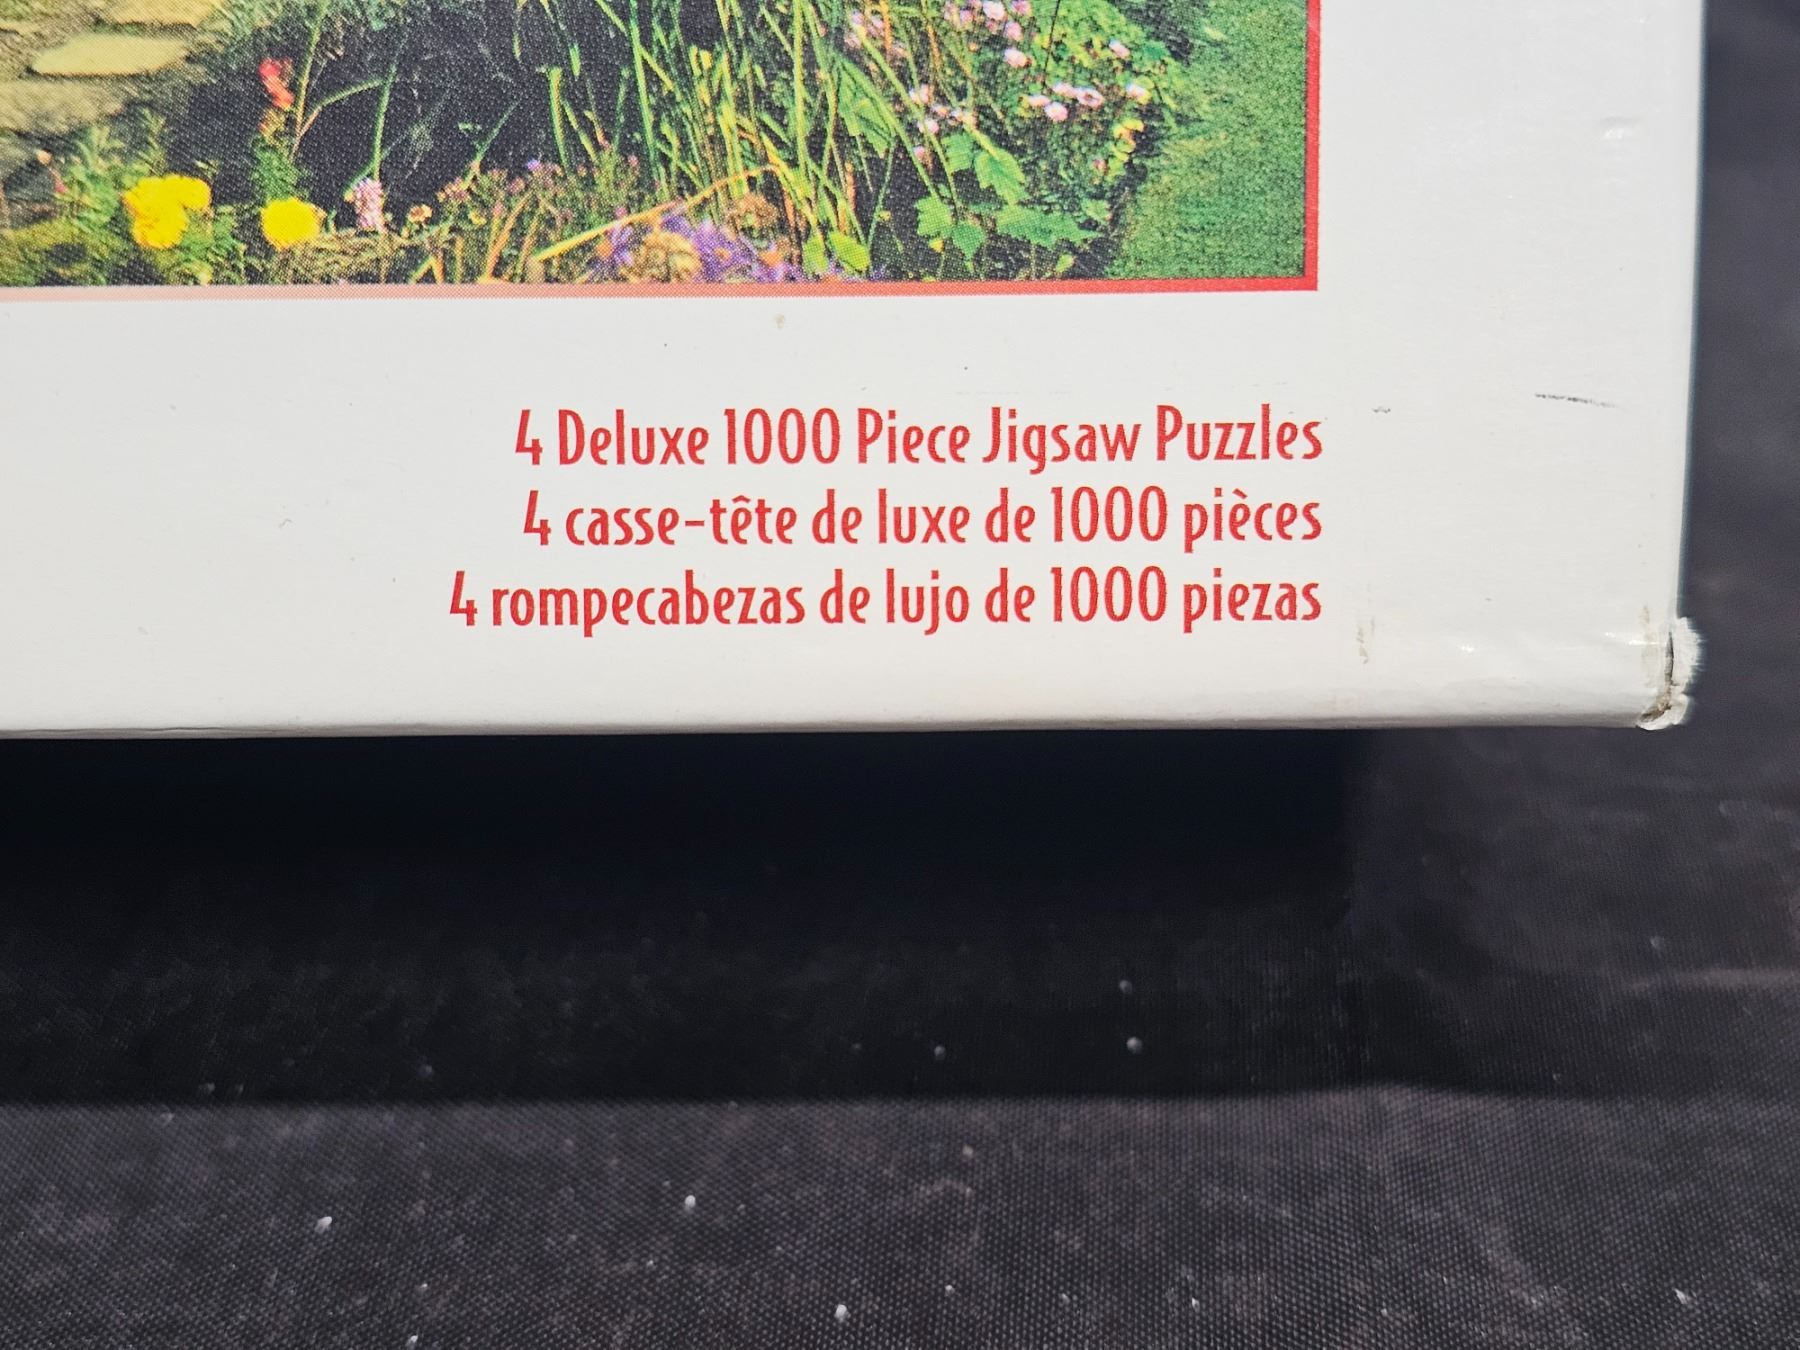 4 Deluxe 1000 Piece Jigsaw Puzzles
4 casse-tête de luxe de 1000 pièces
4 rompecabezas de lujo de 1000 piezas